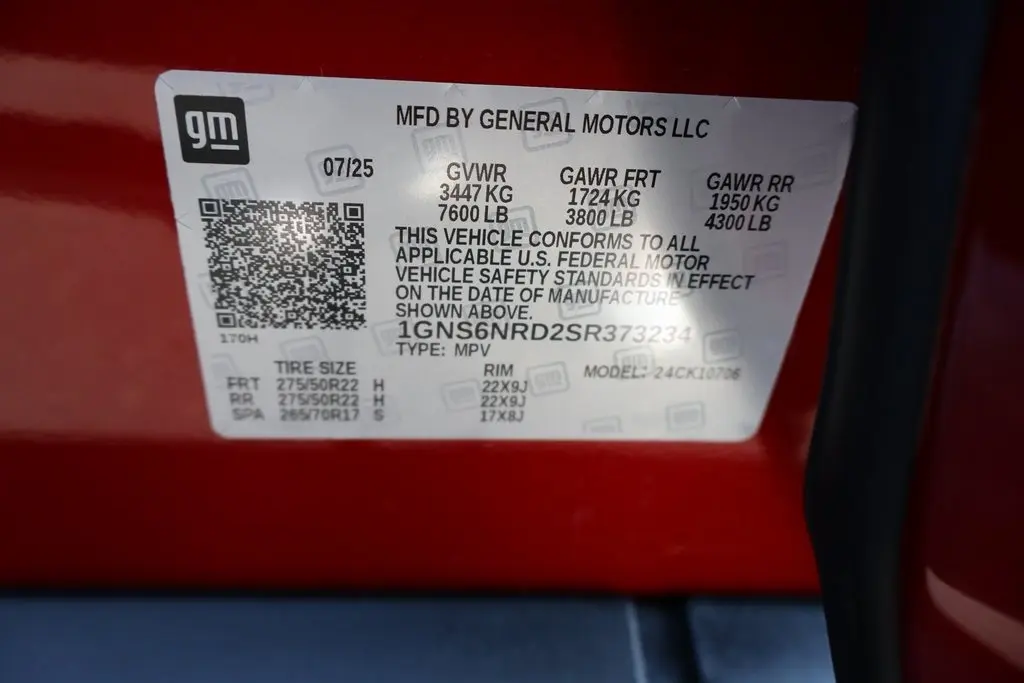 gm
MFD BY GENERAL MOTORS LLC
07/25
GVWR GAWR FRT GAWR RR
3447 KG 1724 KG 1950 KG
7600 LB 3800 LB 4300 LB
THIS VEHICLE CONFORMS TO ALL
APPLICABLE U.S. FEDERAL MOTOR
VEHICLE SAFETY STANDARDS IN EFFECT
ON THE DATE OF MANUFACTURE
SHOWN ABOVE.
1GNS6NRD2SR373234
170H
TYPE: MPV
TIRE SIZE RIM MODEL: 24CK10706
FRT 275/50R22 H 22X9J
RR 275/50R22 H 22X9J
SPA 265/70R17 S 17X8J